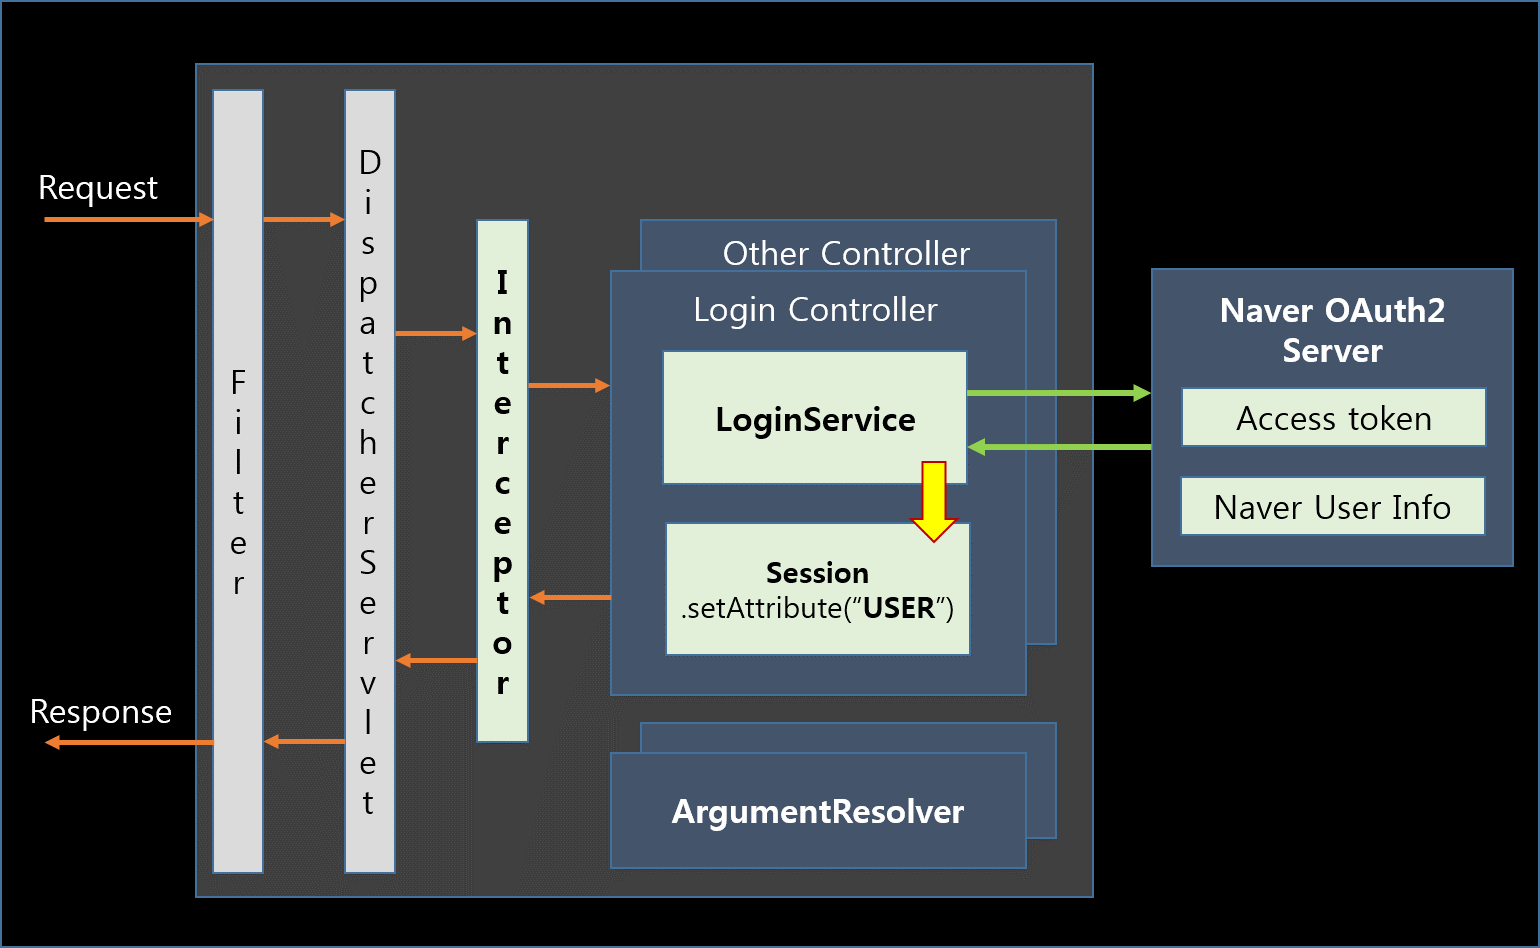 Request
Response
Filter
DispatcherServlet
Interceptor
Other Controller
Login Controller
LoginService
Session
.setAttribute(“USER”)
ArgumentResolver
Naver OAuth2
Server
Access token
Naver User Info